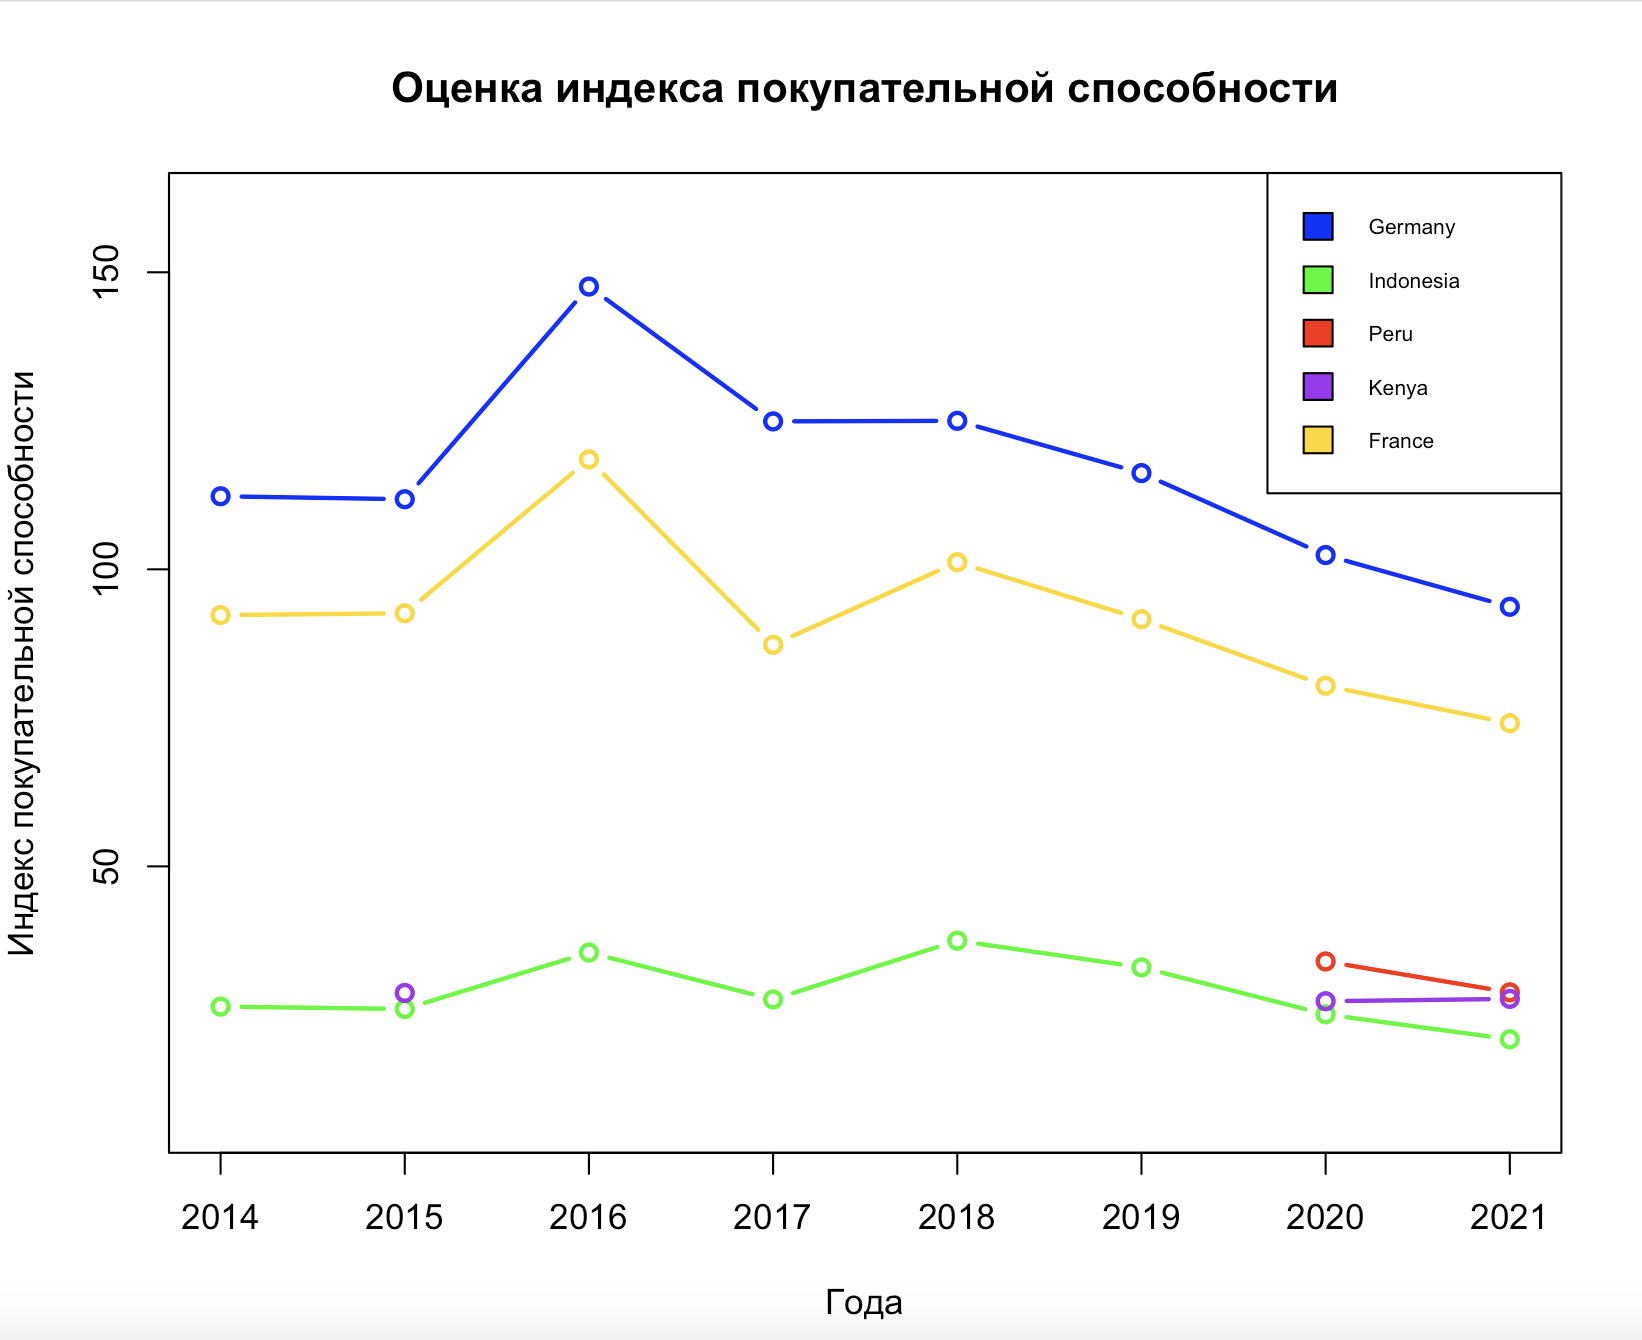 Оценка индекса покупательной способности
Germany
Indonesia
Peru
Kenya
France
Индекс покупательной способности
150
100
50
2014 2015 2016 2017 2018 2019 2020 2021
Года